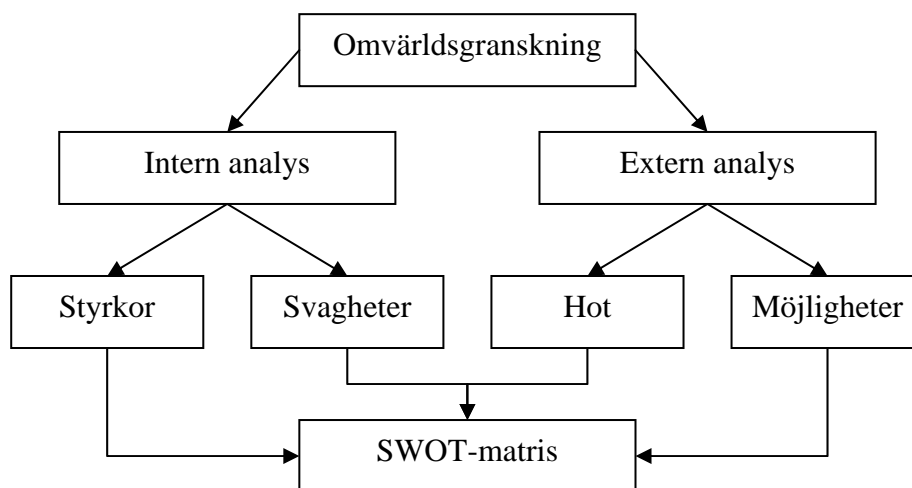 Omvärldsgranskning
Intern analys
Extern analys
Styrkor
Svagheter
Hot
Möjligheter
SWOT-matris